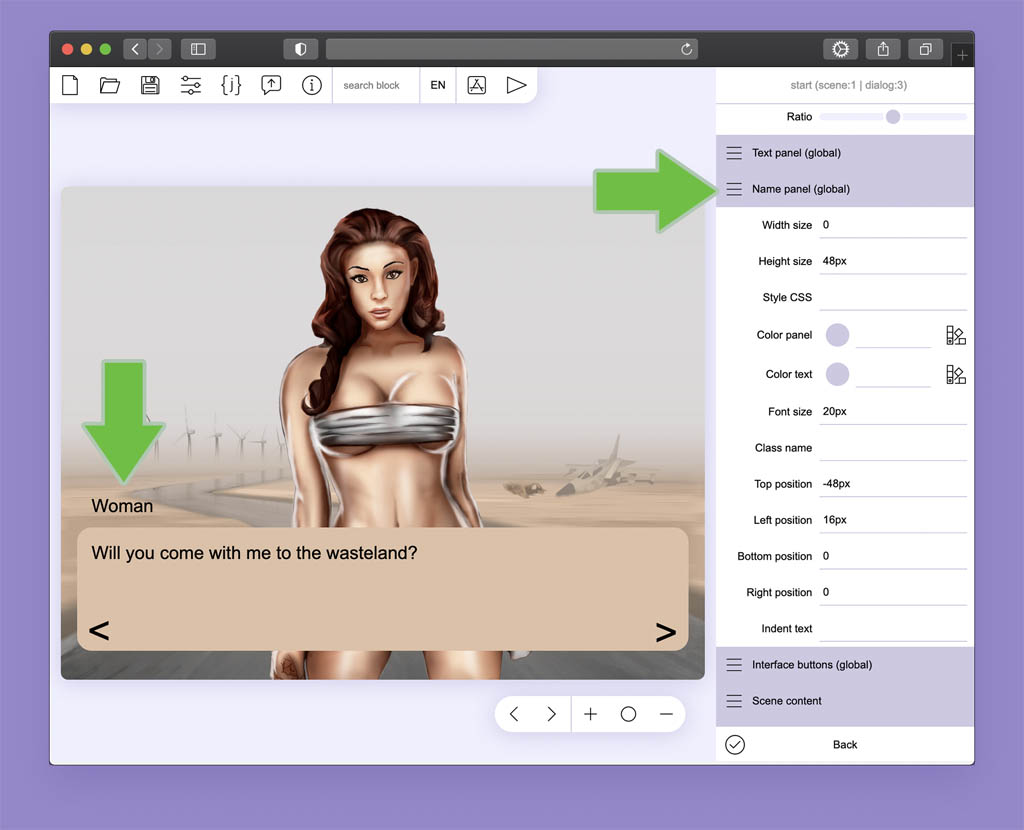 search block
EN
start (scene:1 | dialog:3)
Ratio
Text panel (global)
Name panel (global)
Width size 0
Height size 48px
Style CSS
Color panel
Color text
Font size 20px
Class name
Top position -48px
Left position 16px
Bottom position 0
Right position 0
Indent text
Interface buttons (global)
Scene content
Back
Woman
Will you come with me to the wasteland?
< >